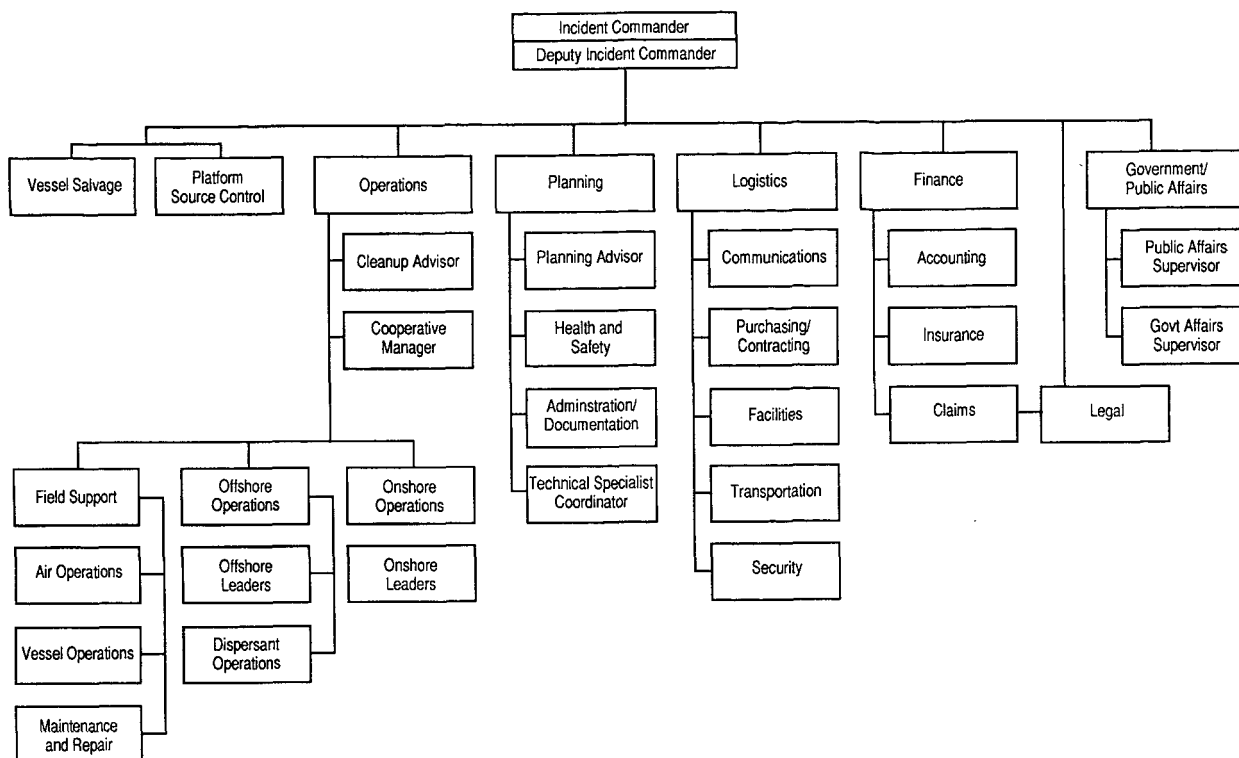 Incident Commander
Deputy Incident Commander
Vessel Salvage
Platform
Source Control
Operations
Planning
Logistics
Finance
Government/
Public Affairs
Cleanup Advisor
Cooperative
Manager
Planning Advisor
Health and
Safety
Adminstration/
Documentation
Technical Specialist
Coordinator
Communications
Purchasing/
Contracting
Facilities
Transportation
Security
Accounting
Insurance
Claims
Legal
Public Affairs
Supervisor
Govt Affairs
Supervisor
Field Support
Air Operations
Vessel Operations
Maintenance
and Repair
Offshore
Operations
Offshore
Leaders
Dispersant
Operations
Onshore
Operations
Onshore
Leaders